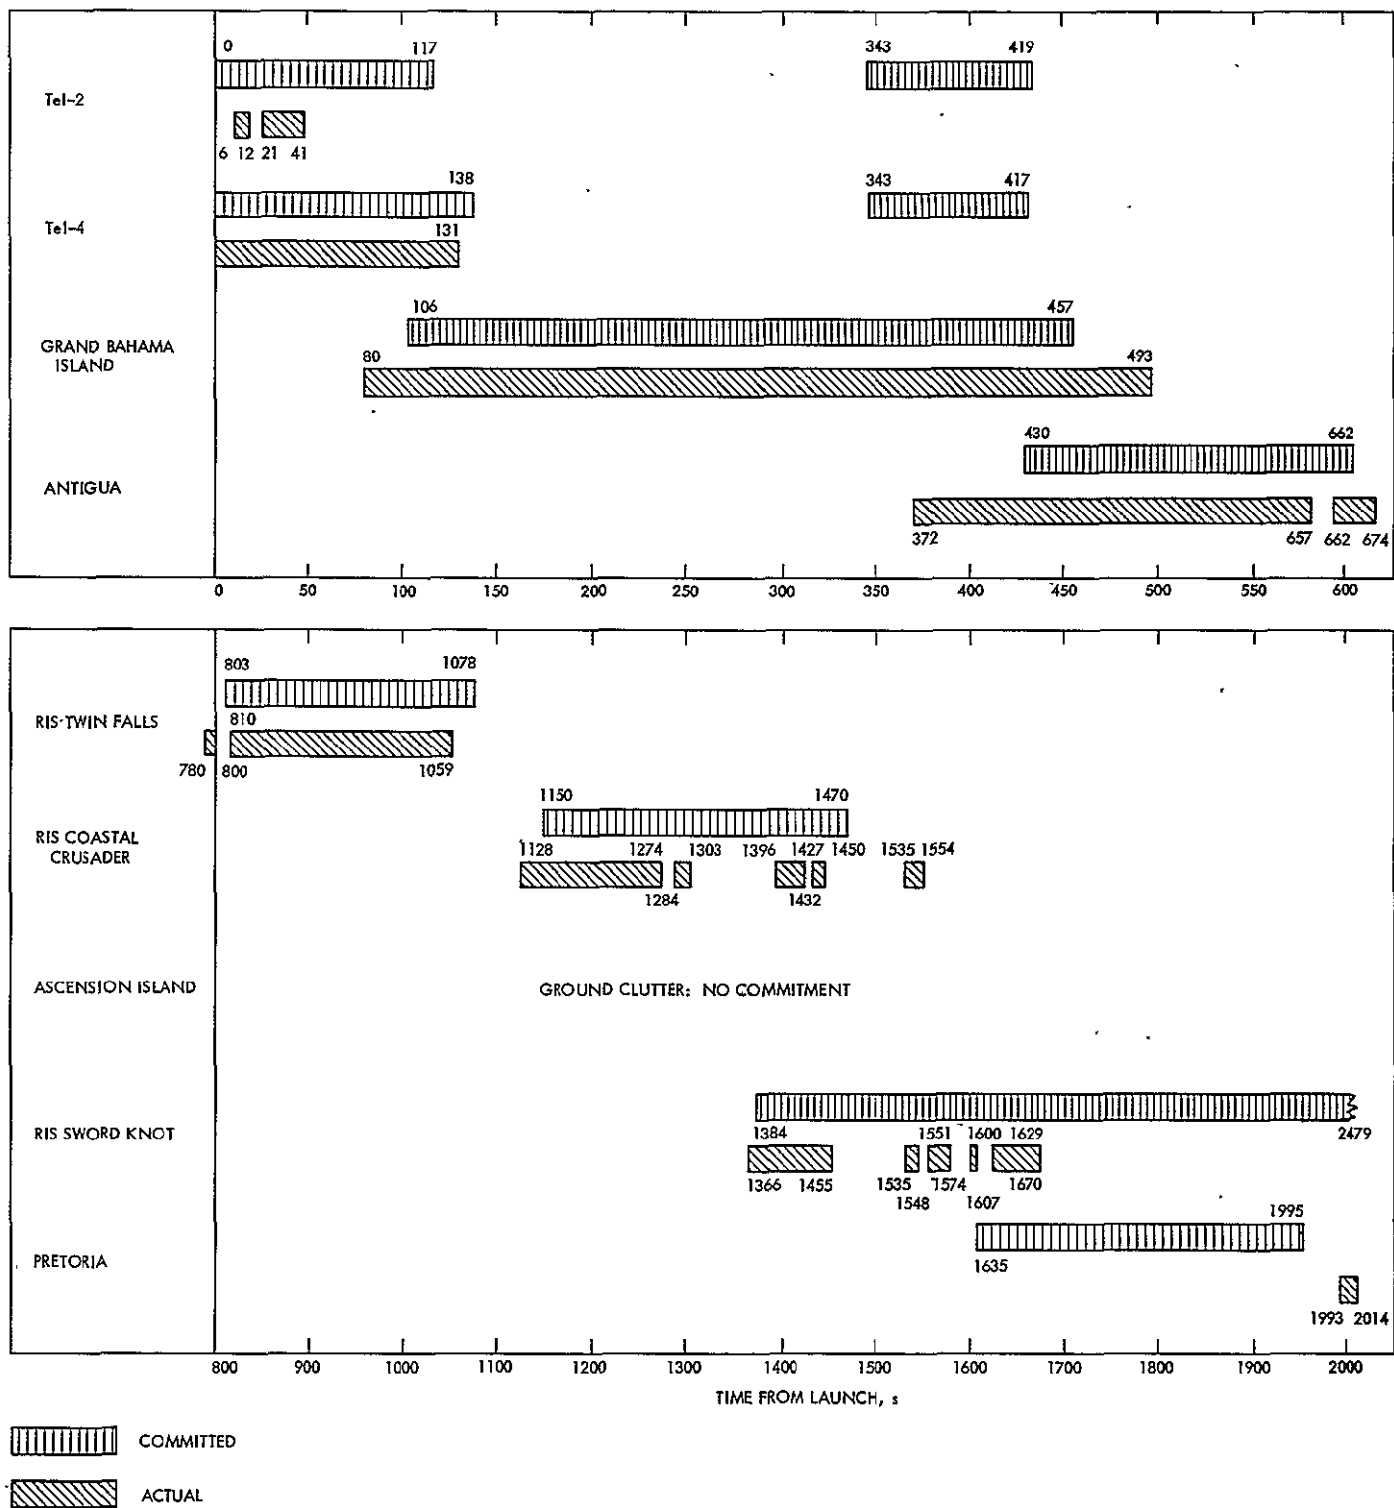 0 117 343 419
Tel-2
6 12 21 41
138 343 417
Tel-4
131
106 457
GRAND BAHAMA
ISLAND
80 493
430 662
ANTIGUA
372 657 662 674
0 50 100 150 200 250 300 350 400 450 500 550 600
803 1078
RIS TWIN FALLS
810
780 800 1059
1150 1470
RIS COASTAL
CRUSADER
1128 1274 1303 1396 1427 1450 1535 1554
1284 1432
ASCENSION ISLAND
GROUND CLUTTER: NO COMMITMENT
RIS SWORD KNOT
1384 1551 1600 1629 2479
1366 1455 1535 1574 1670
1548 1607
1995
PRETORIA
1635
1993 2014
800 900 1000 1100 1200 1300 1400 1500 1600 1700 1800 1900 2000
TIME FROM LAUNCH, s
COMMITTED
ACTUAL